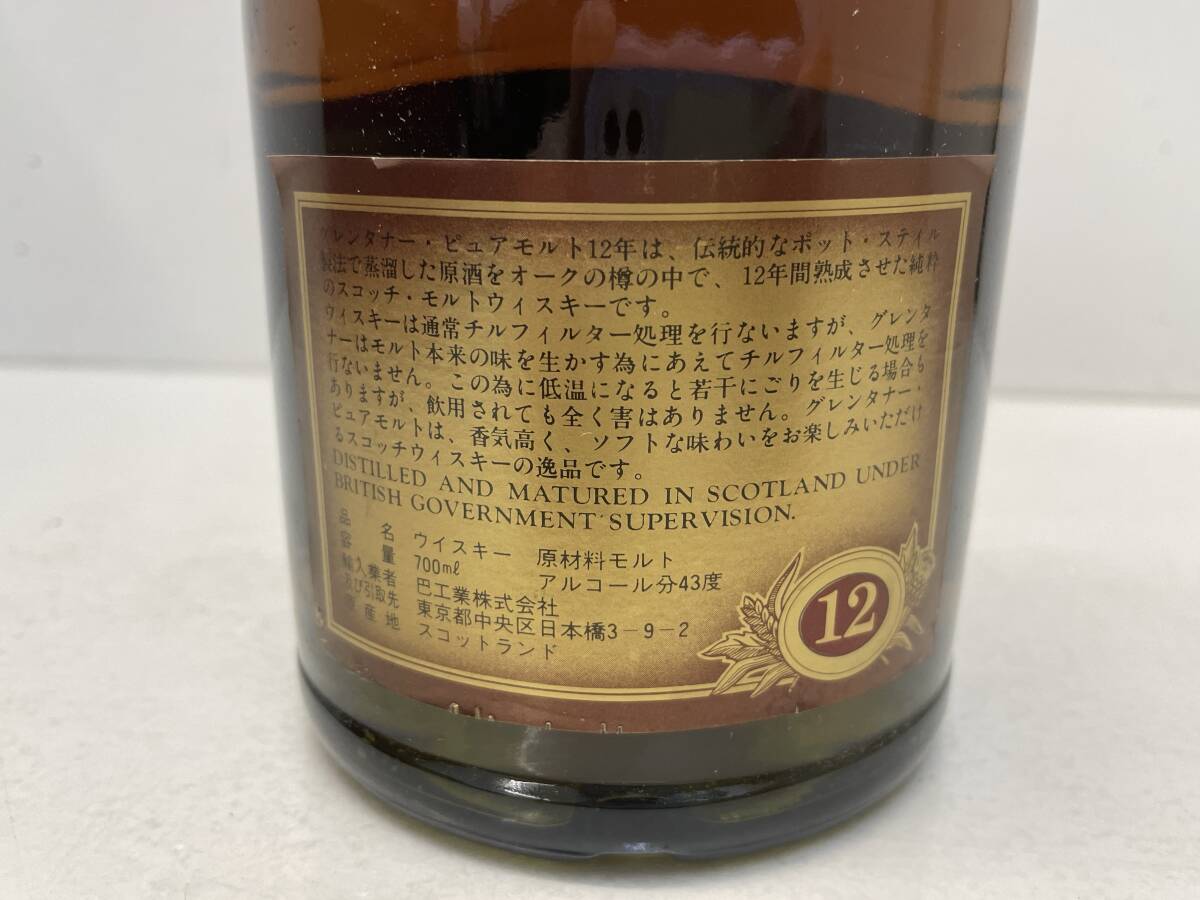 グレンタナー・ピュアモルト12年は、伝統的なポット・スティル
製法で蒸溜した原酒をオークの樽の中で、12年間熟成させた純粋
のスコッチ・モルトウィスキーです。
ウィスキーは通常チルフィルター処理を行ないますが、グレンタ
ナーはモルト本来の味を生かす為にあえてチルフィルター処理を
行ないません。この為に低温になると若干にごりを生じる場合も
ありますが、飲用されても全く害はありません。グレンタナー・
ピュアモルトは、香気高く、ソフトな味わいをお楽しみいただけ
るスコッチウィスキーの逸品です。
DISTILLED AND MATURED IN SCOTLAND UNDER
BRITISH GOVERNMENT SUPERVISION.
品名 ウイスキー 原材料モルト
容量 700mℓ アルコール分43度
輸入業者 巴工業株式会社
及び引取先 東京都中央区日本橋3-9-2
原産地 スコットランド
12